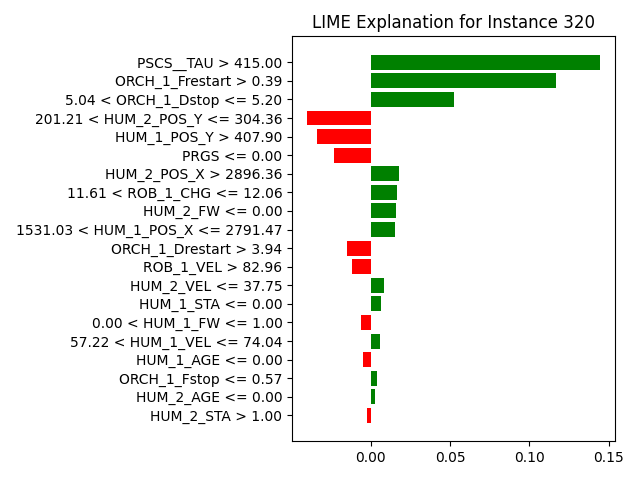 LIME Explanation for Instance 320
PSCS__TAU > 415.00
ORCH_1_Frestart > 0.39
5.04 < ORCH_1_Dstop <= 5.20
201.21 < HUM_2_POS_Y <= 304.36
HUM_1_POS_Y > 407.90
PRGS <= 0.00
HUM_2_POS_X > 2896.36
11.61 < ROB_1_CHG <= 12.06
HUM_2_FW <= 0.00
1531.03 < HUM_1_POS_X <= 2791.47
ORCH_1_Drestart > 3.94
ROB_1_VEL > 82.96
HUM_2_VEL <= 37.75
HUM_1_STA <= 0.00
0.00 < HUM_1_FW <= 1.00
57.22 < HUM_1_VEL <= 74.04
HUM_1_AGE <= 0.00
ORCH_1_Fstop <= 0.57
HUM_2_AGE <= 0.00
HUM_2_STA > 1.00
0.00 0.05 0.10 0.15